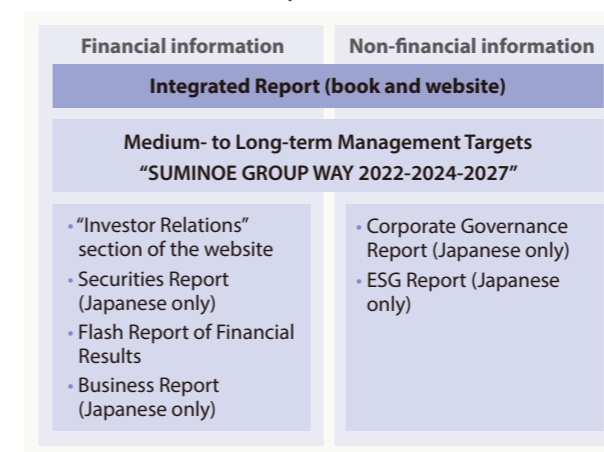 Financial information
Non-financial information
Integrated Report (book and website)
Medium- to Long-term Management Targets
“SUMINOE GROUP WAY 2022-2024-2027”
• “Investor Relations”
section of the website
• Securities Report
(Japanese only)
• Flash Report of Financial
Results
• Business Report
(Japanese only)
• Corporate Governance
Report (Japanese only)
• ESG Report (Japanese
only)